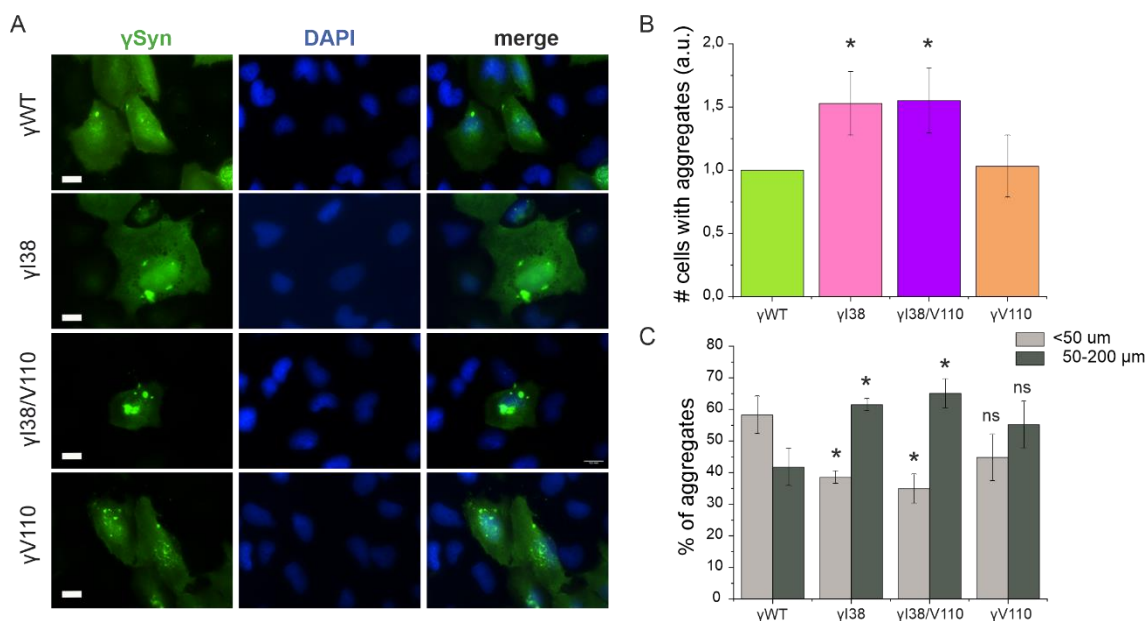 A
γSyn
DAPI
merge
γWT
γI38
γI38/V110
γV110
B
# cells with aggregates (a.u.)
2,0
1,5
1,0
0,5
0,0
*
*
γWT
γI38
γI38/V110
γV110
C
<50 um
50-200 µm
% of aggregates
80
70
60
50
40
30
20
10
0
*
*
*
*
ns
ns
γWT
γI38
γI38/V110
γV110